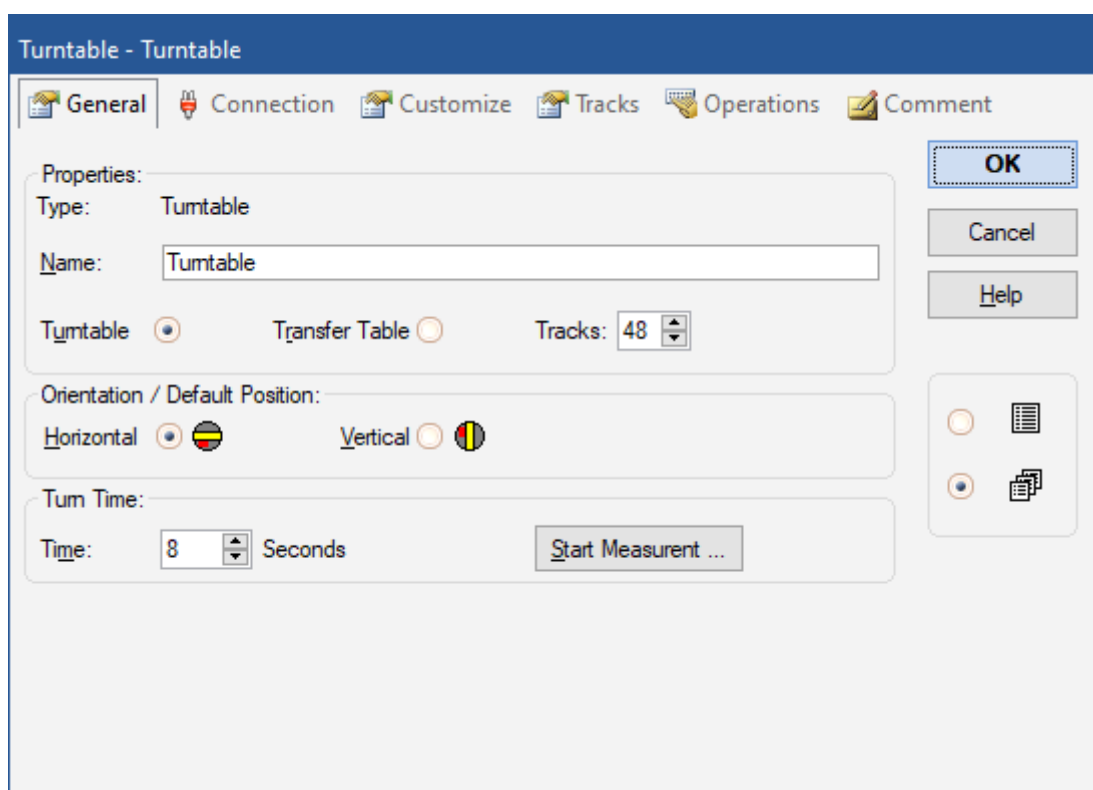 Turntable - Turntable
General Connection Customize Tracks Operations Comment
Properties:
Type: Turntable
Name: Turntable
Turntable Transfer Table Tracks: 48
Orientation / Default Position:
Horizontal Vertical
Turn Time:
Time: 8 Seconds Start Measurent ...
OK
Cancel
Help